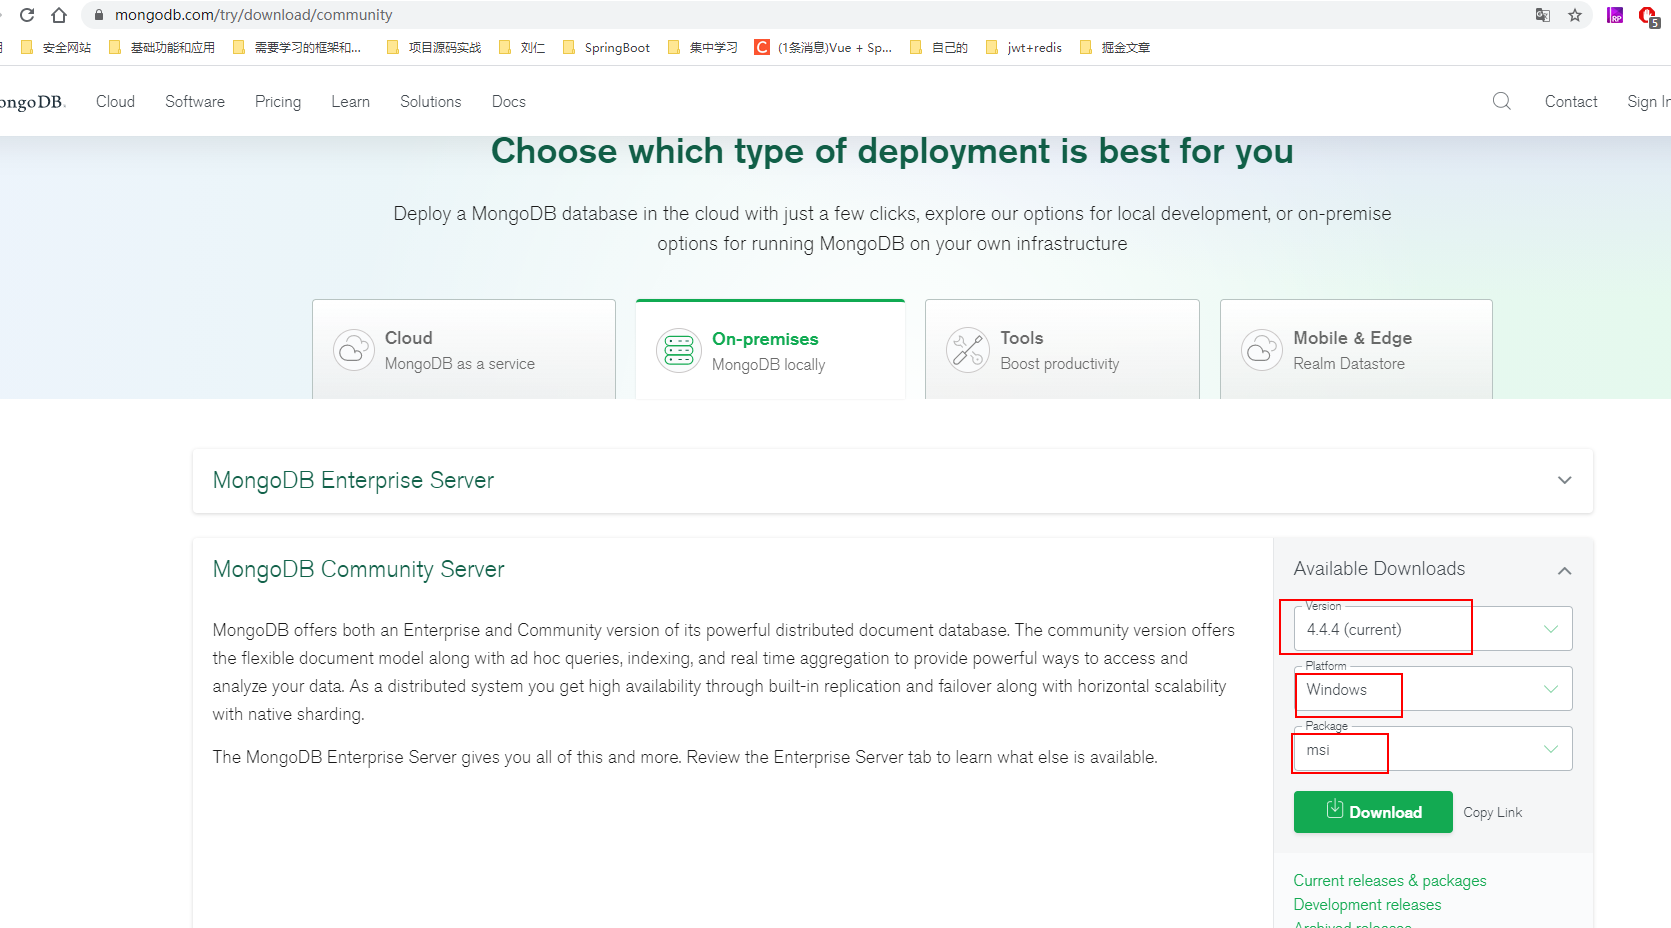 mongodb.com/try/download/community
5
安全网站 基础功能和应用 需要学习的框架和... 项目源码实战 刘仁 SpringBoot 集中学习 (1条消息)Vue + Sp... 自己的 jwt+redis 掘金文章
ongoDB. Cloud Software Pricing Learn Solutions Docs Contact Sign In
Choose which type of deployment is best for you
Deploy a MongoDB database in the cloud with just a few clicks, explore our options for local development, or on-premise
options for running MongoDB on your own infrastructure
Cloud
MongoDB as a service
On-premises
MongoDB locally
Tools
Boost productivity
Mobile & Edge
Realm Datastore
MongoDB Enterprise Server
MongoDB Community Server
MongoDB offers both an Enterprise and Community version of its powerful distributed document database. The community version offers
the flexible document model along with ad hoc queries, indexing, and real time aggregation to provide powerful ways to access and
analyze your data. As a distributed system you get high availability through built-in replication and failover along with horizontal scalability
with native sharding.
The MongoDB Enterprise Server gives you all of this and more. Review the Enterprise Server tab to learn what else is available.
Available Downloads
Version
4.4.4 (current)
Platform
Windows
Package
msi
Download Copy Link
Current releases & packages
Development releases
Archived releases